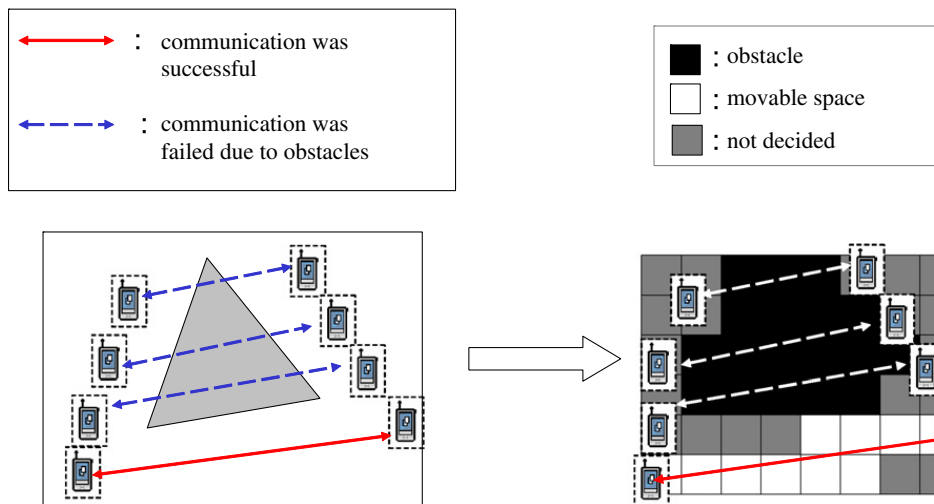 : communication was
successful
: communication was
failed due to obstacles
: obstacle
: movable space
: not decided